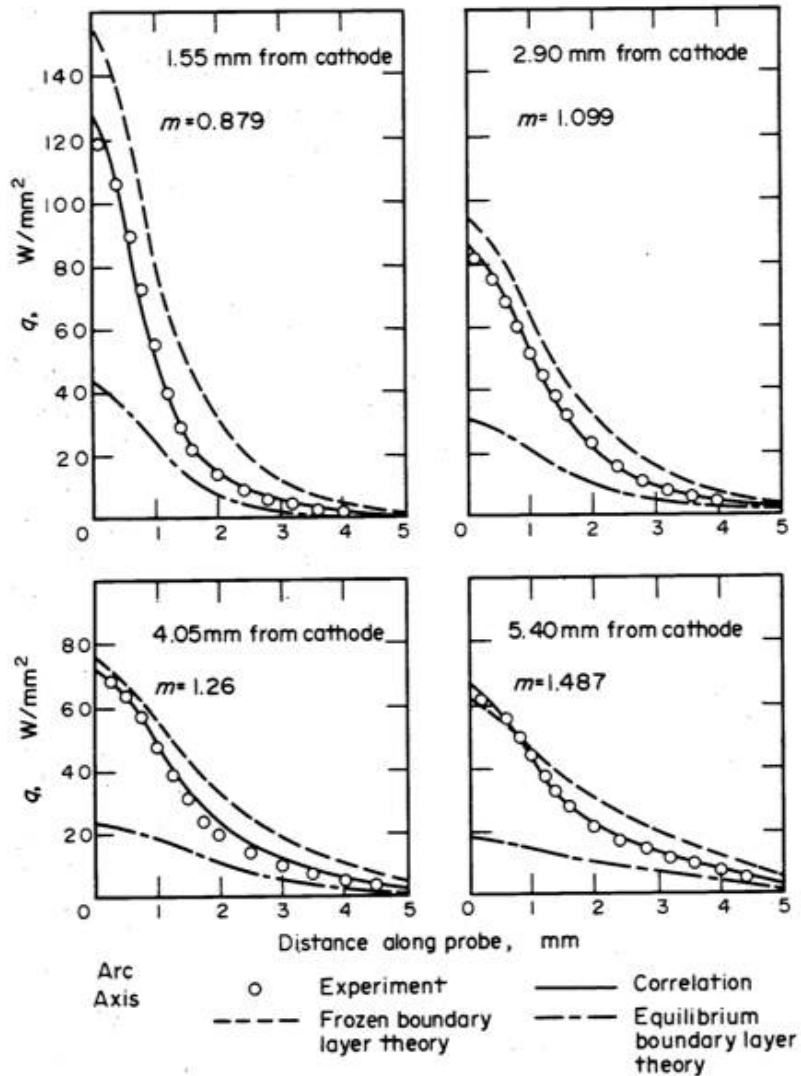 1.55 mm from cathode
m=0.879
140
120
100
80
60
40
20
0 1 2 3 4 5
q, W/mm2
2.90 mm from cathode
m=1.099
0 1 2 3 4 5
4.05mm from cathode
m=1.26
80
60
40
20
0 1 2 3 4 5
q, W/mm2
5.40 mm from cathode
m=1.487
0 1 2 3 4 5
Distance along probe, mm
Arc
Axis
Experiment
Frozen boundary
layer theory
Correlation
Equilibrium
boundary layer
theory